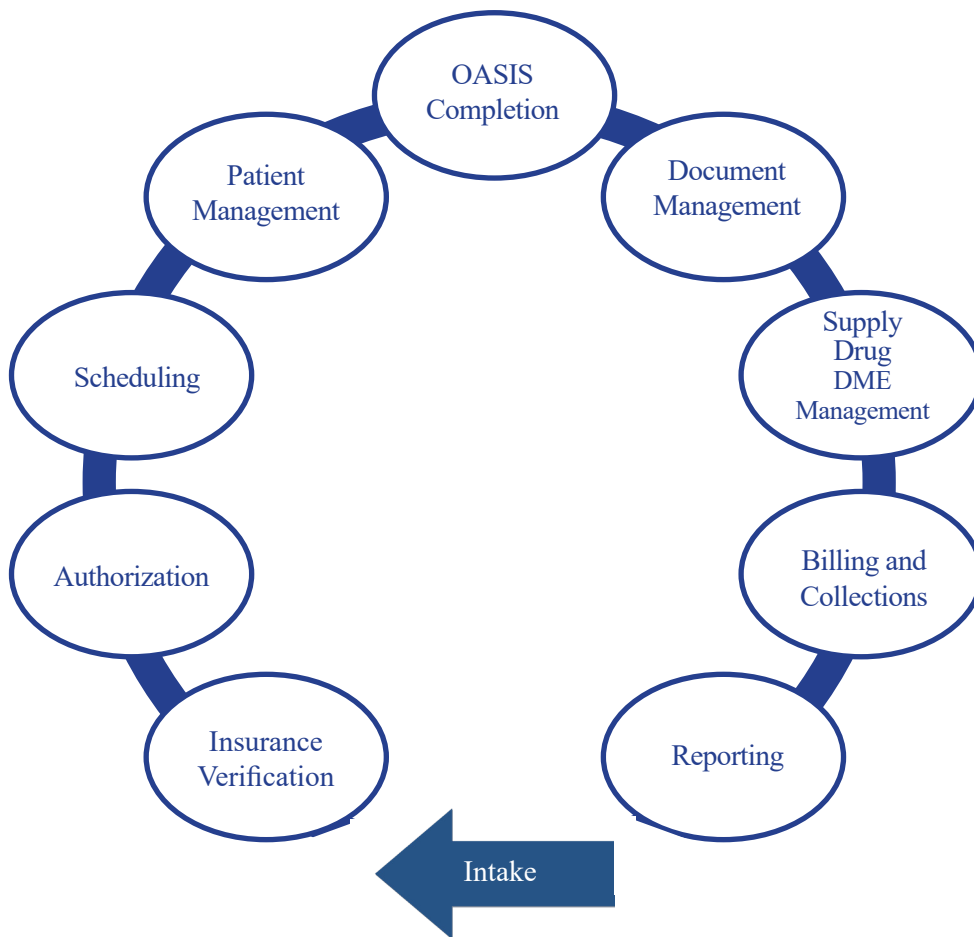 OASIS
Completion
Patient
Management
Document
Management
Scheduling
Supply
Drug
DME
Management
Authorization
Billing and
Collections
Insurance
Verification
Reporting
Intake